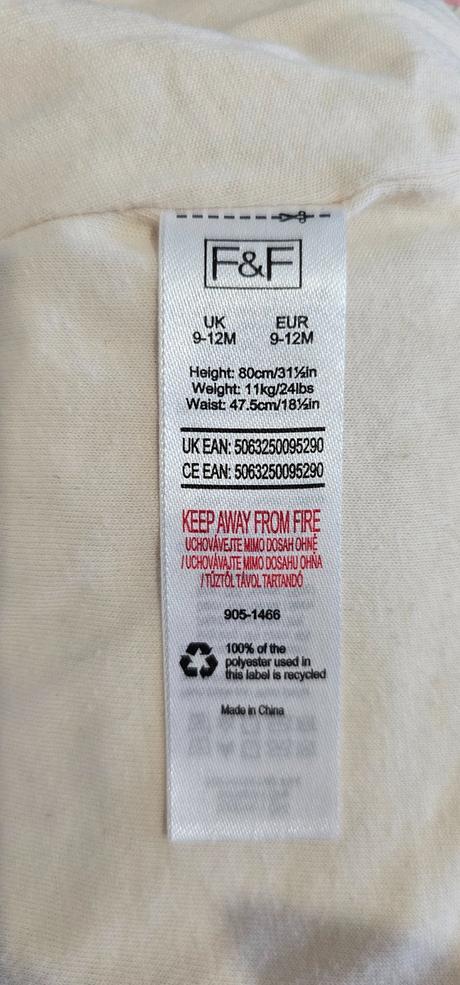 F&F
UK EUR
9-12M 9-12M
Height: 80cm/31½in
Weight: 11kg/24lbs
Waist: 47.5cm/18½in
UK EAN: 5063250095290
CE EAN: 5063250095290
KEEP AWAY FROM FIRE
UCHOVÁVEJTE MIMO DOSAH OHNĚ
/ UCHOVÁVAJTE MIMO DOSAHU OHŇA
/ TŰZTŐL TÁVOL TARTANDÓ
905-1466
100% of the
polyester used in
this label is recycled
Made in China